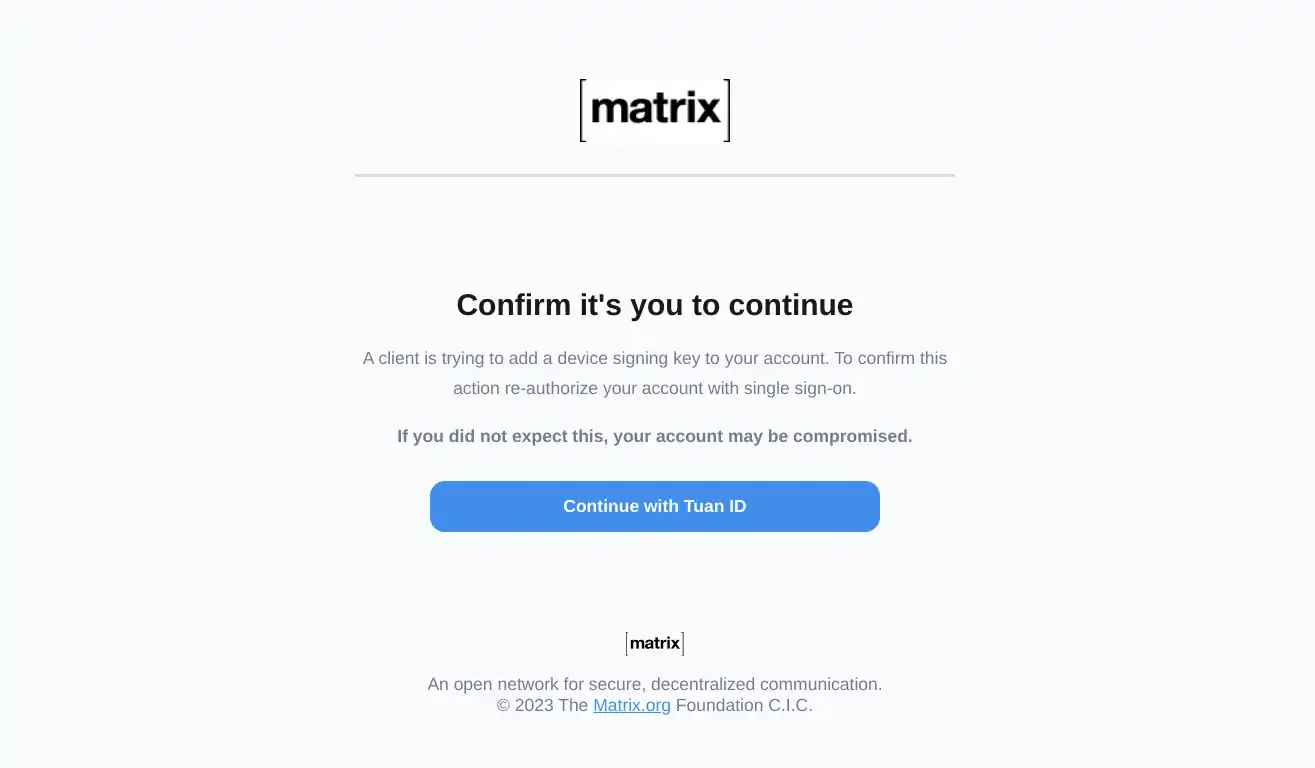 [matrix]
Confirm it's you to continue
A client is trying to add a device signing key to your account. To confirm this
action re-authorize your account with single sign-on.
If you did not expect this, your account may be compromised.
Continue with Tuan ID
[matrix]
An open network for secure, decentralized communication.
© 2023 The Matrix.org Foundation C.I.C.